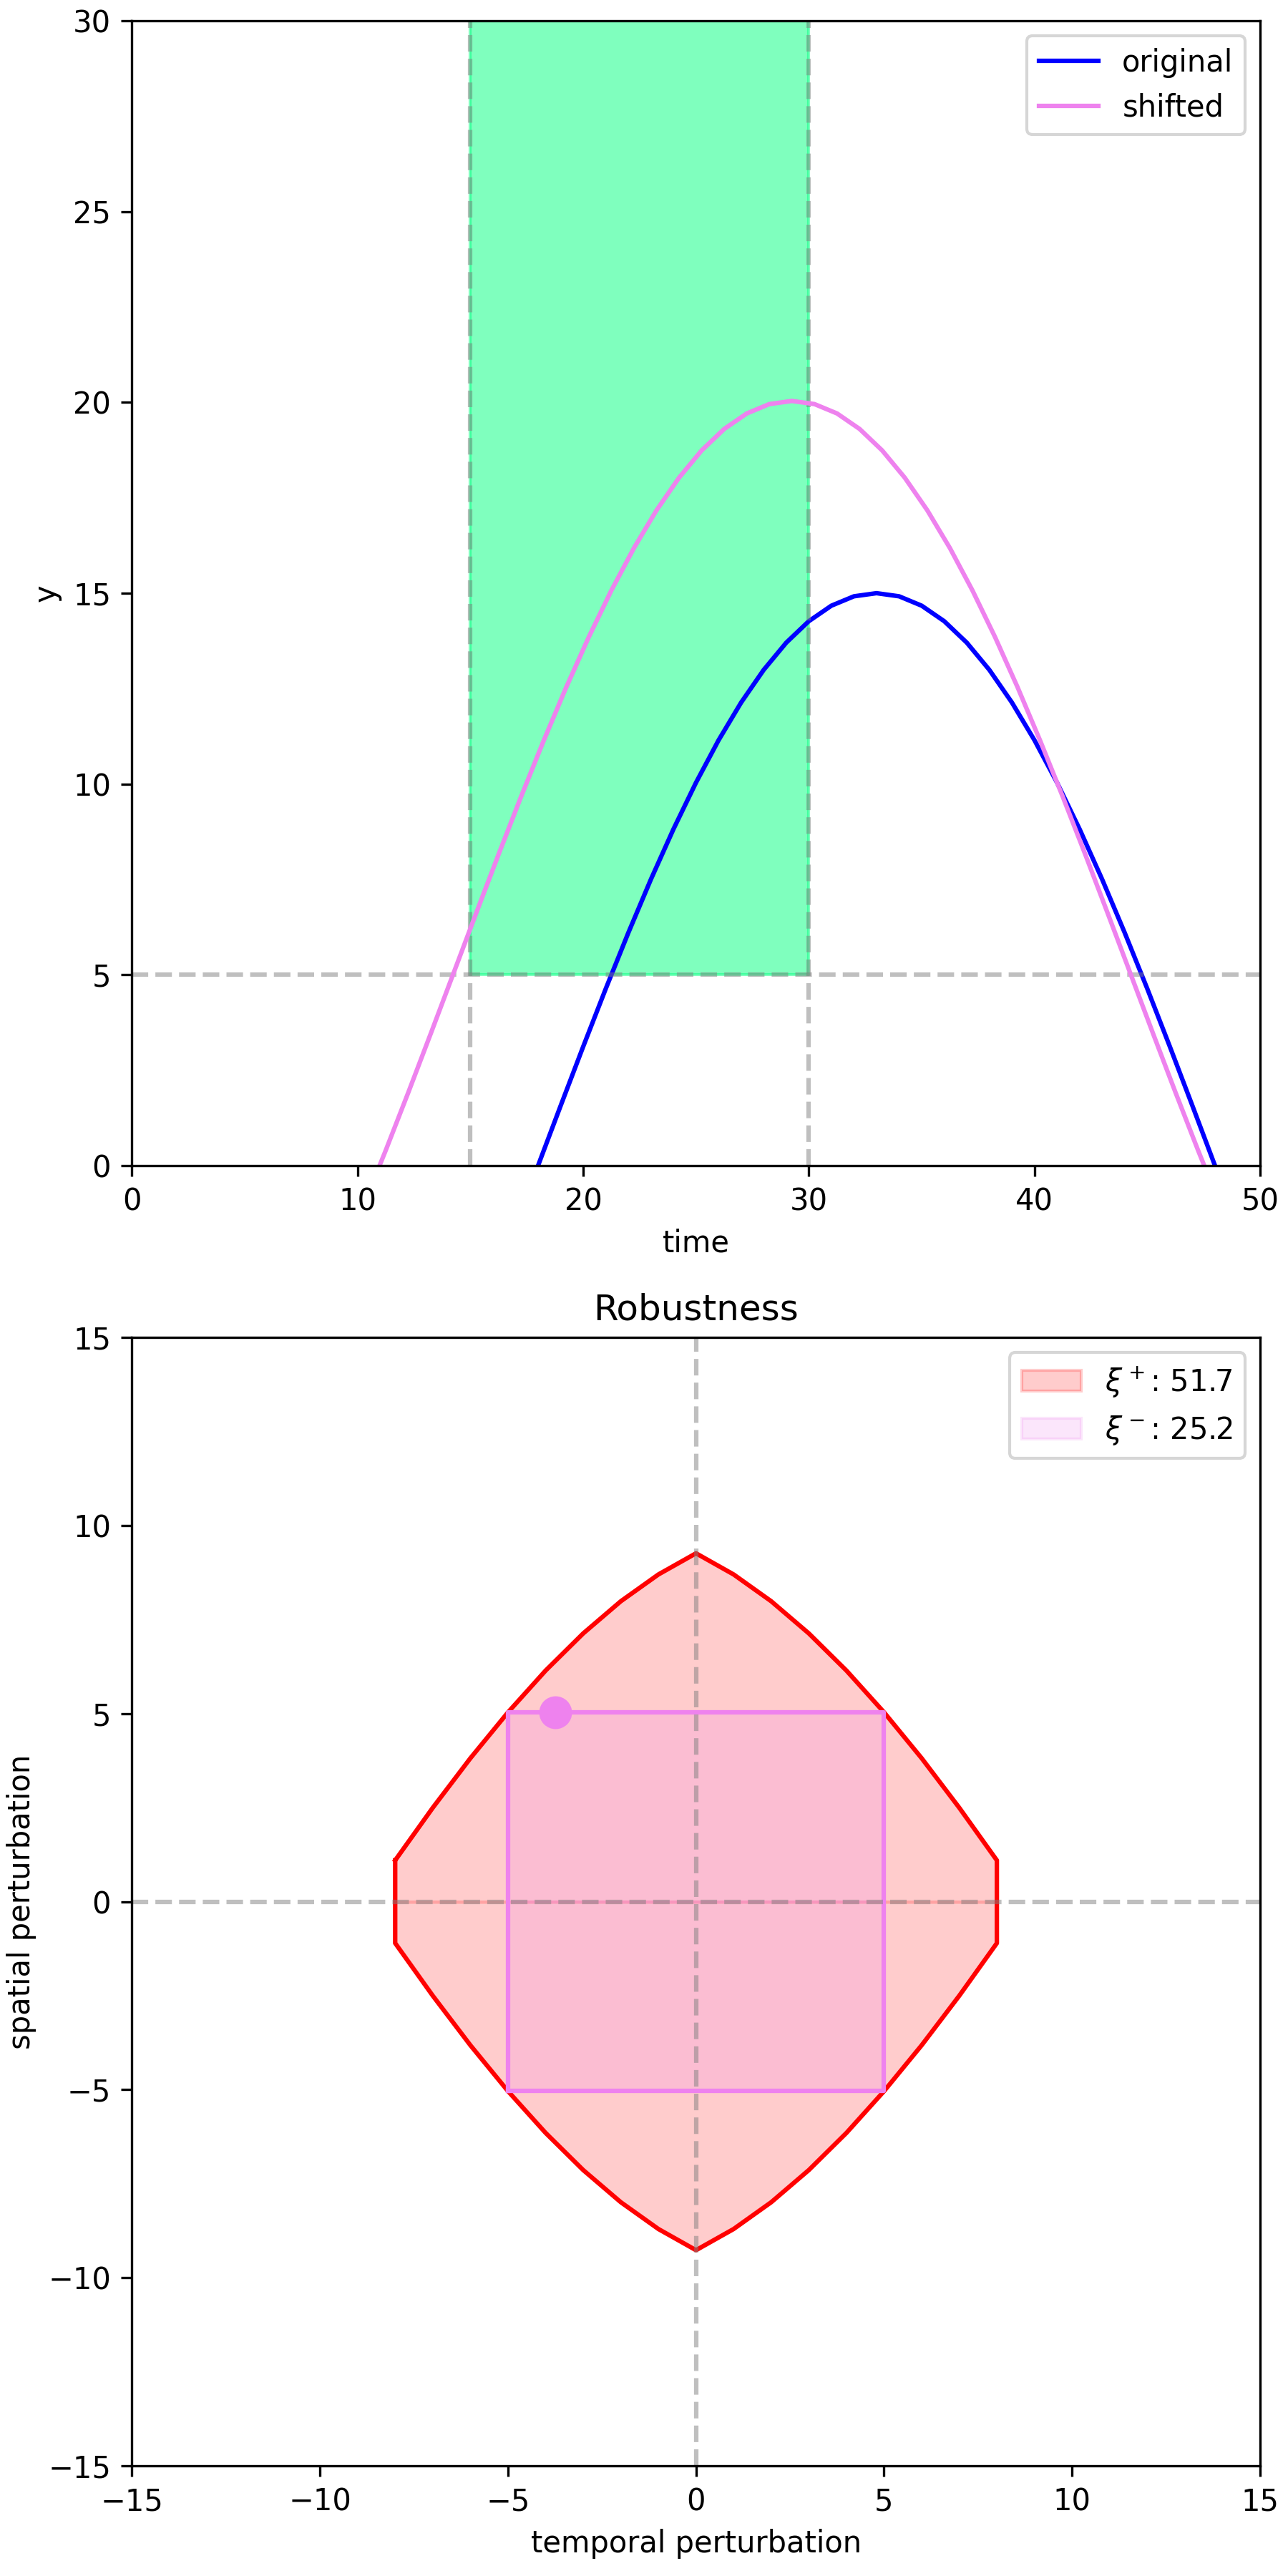 30
25
20
15
10
5
0
y
0 10 20 30 40 50
time
original
shifted
Robustness
15
10
5
0
−5
−10
−15
spatial perturbation
−15 −10 −5 0 5 10 15
temporal perturbation
ξ⁺: 51.7
ξ⁻: 25.2